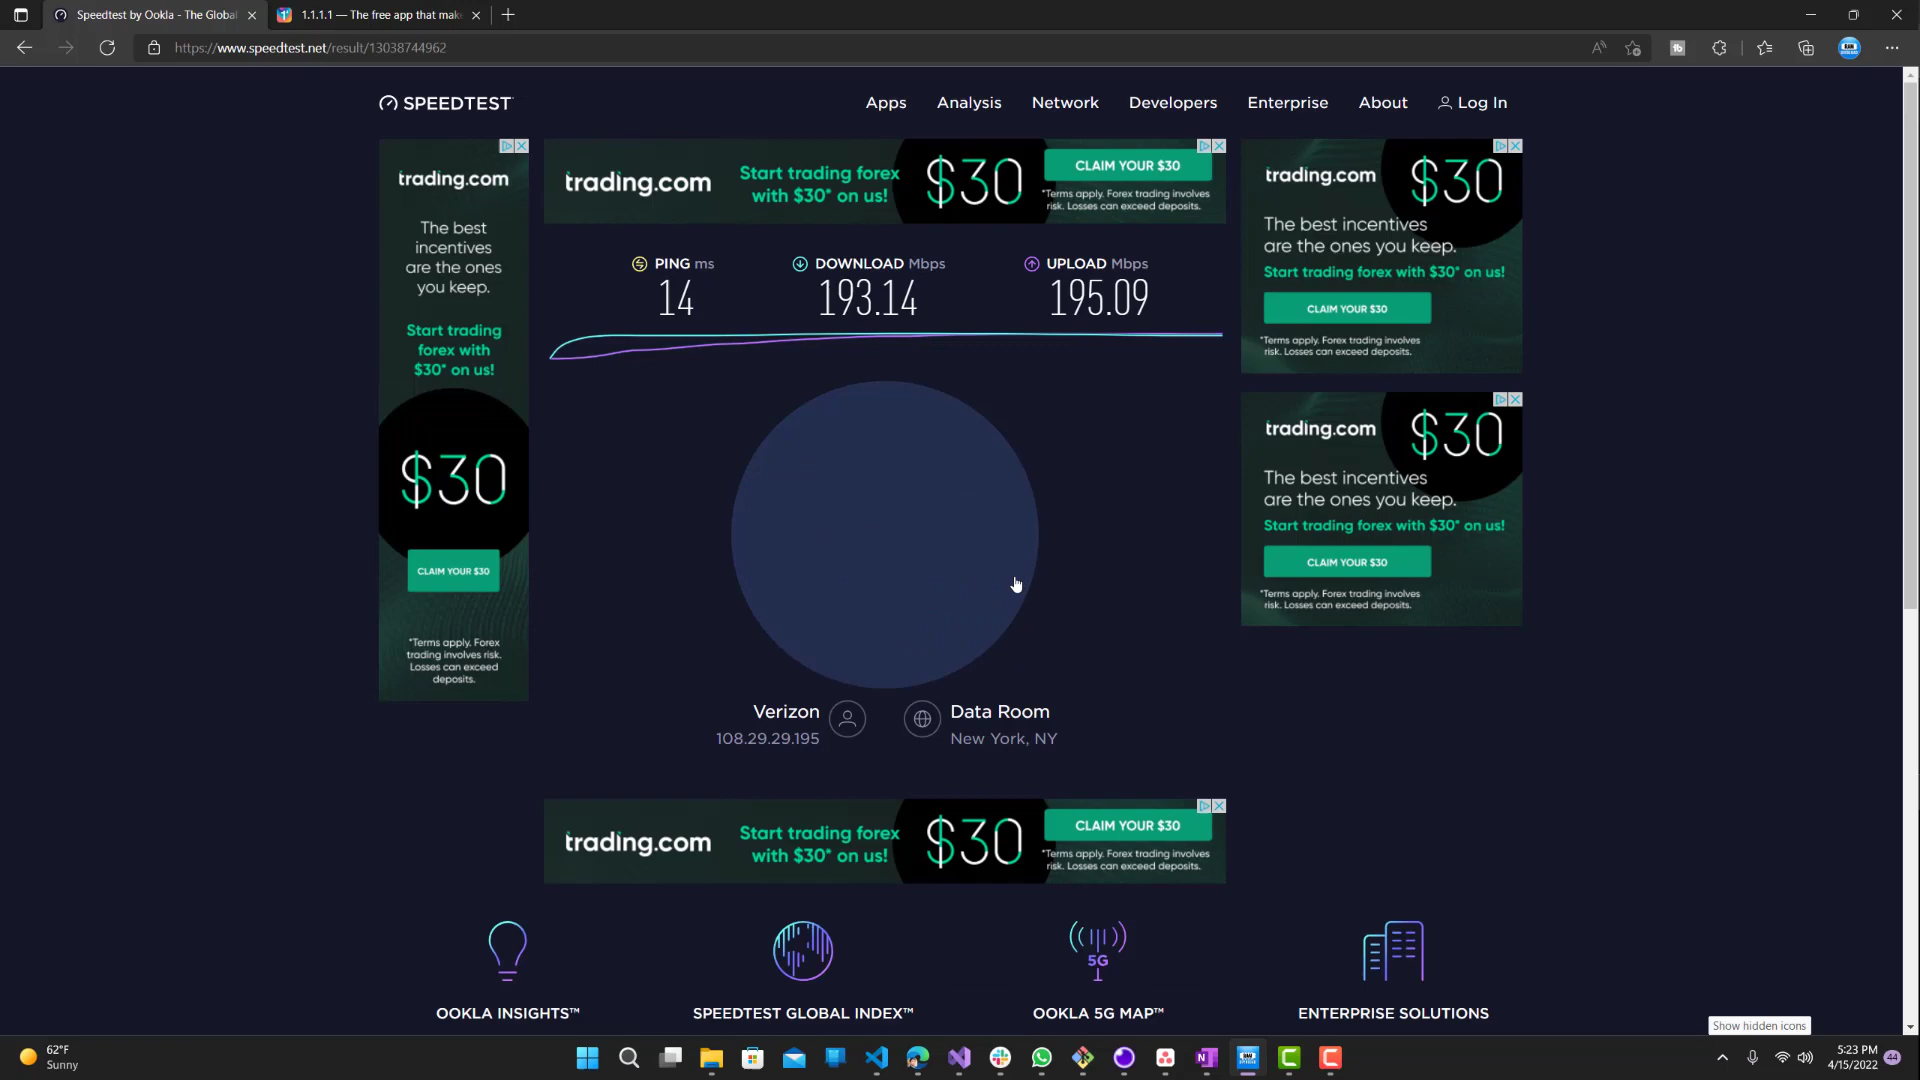 Speedtest by Ookla - The Global
1.1.1.1 — The free app that mak
https://www.speedtest.net/result/13038744962
SPEEDTEST
Apps
Analysis
Network
Developers
Enterprise
About
Log In
trading.com
The best
incentives
are the ones
you keep.
Start trading
forex with
$30* on us!
$30
CLAIM YOUR $30
*Terms apply. Forex
trading involves risk.
Losses can exceed
deposits.
trading.com
Start trading forex
with $30* on us!
$30
CLAIM YOUR $30
*Terms apply. Forex trading involves
risk. Losses can exceed deposits.
PING ms
14
DOWNLOAD Mbps
193.14
UPLOAD Mbps
195.09
trading.com
$30
The best incentives
are the ones you keep.
Start trading forex with $30* on us!
CLAIM YOUR $30
*Terms apply. Forex trading involves
risk. Losses can exceed deposits.
trading.com
$30
The best incentives
are the ones you keep.
Start trading forex with $30* on us!
CLAIM YOUR $30
*Terms apply. Forex trading involves
risk. Losses can exceed deposits.
Verizon
108.29.29.195
Data Room
New York, NY
trading.com
Start trading forex
with $30* on us!
$30
CLAIM YOUR $30
*Terms apply. Forex trading involves
risk. Losses can exceed deposits.
OOKLA INSIGHTS™
SPEEDTEST GLOBAL INDEX™
5G
OOKLA 5G MAP™
ENTERPRISE SOLUTIONS
Show hidden icons
62°F
Sunny
5:23 PM
4/15/2022
44